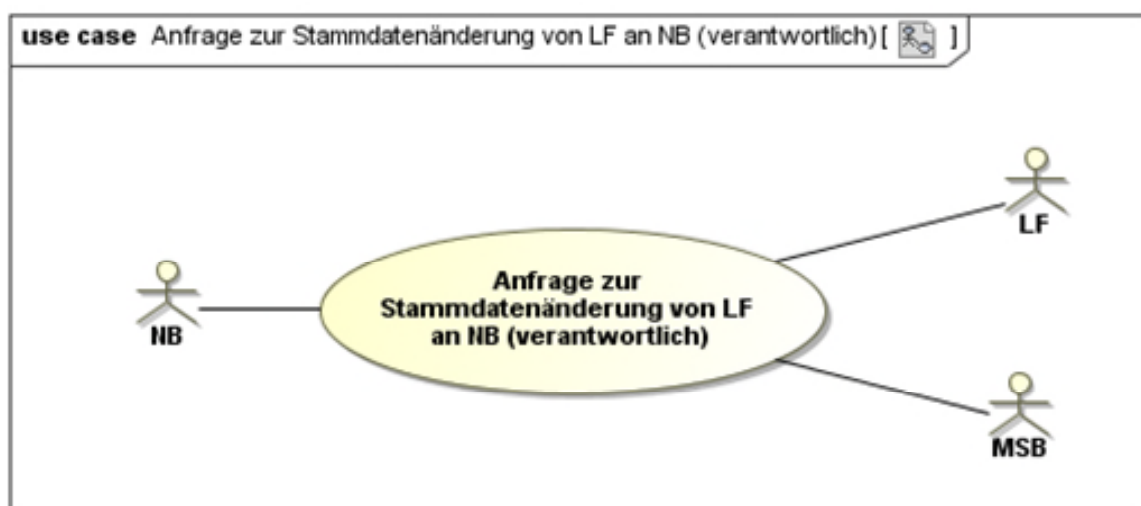 use case Anfrage zur Stammdatenänderung von LF an NB (verantwortlich) [ ]
LF
Anfrage zur
Stammdatenänderung von LF
an NB (verantwortlich)
NB
MSB